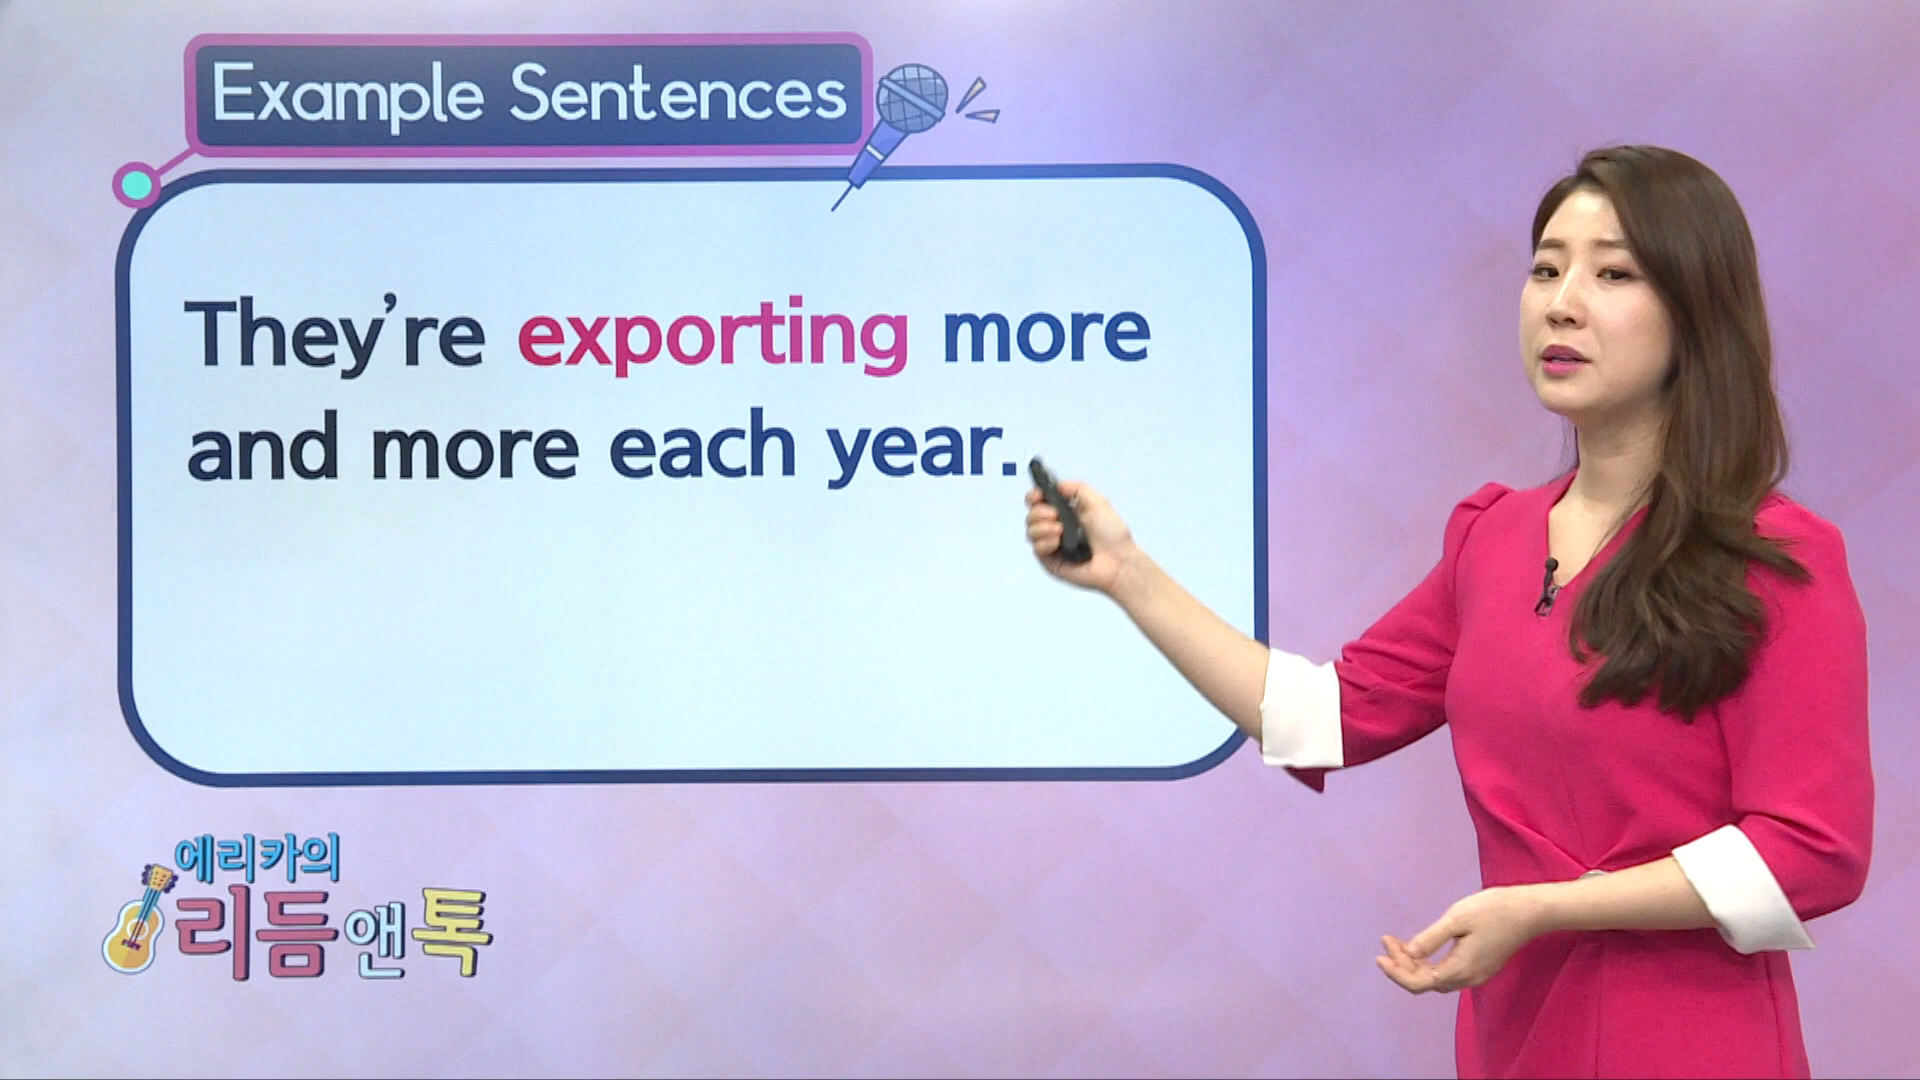 Example Sentences
They're exporting more
and more each year.
에리카의
리듬앤톡